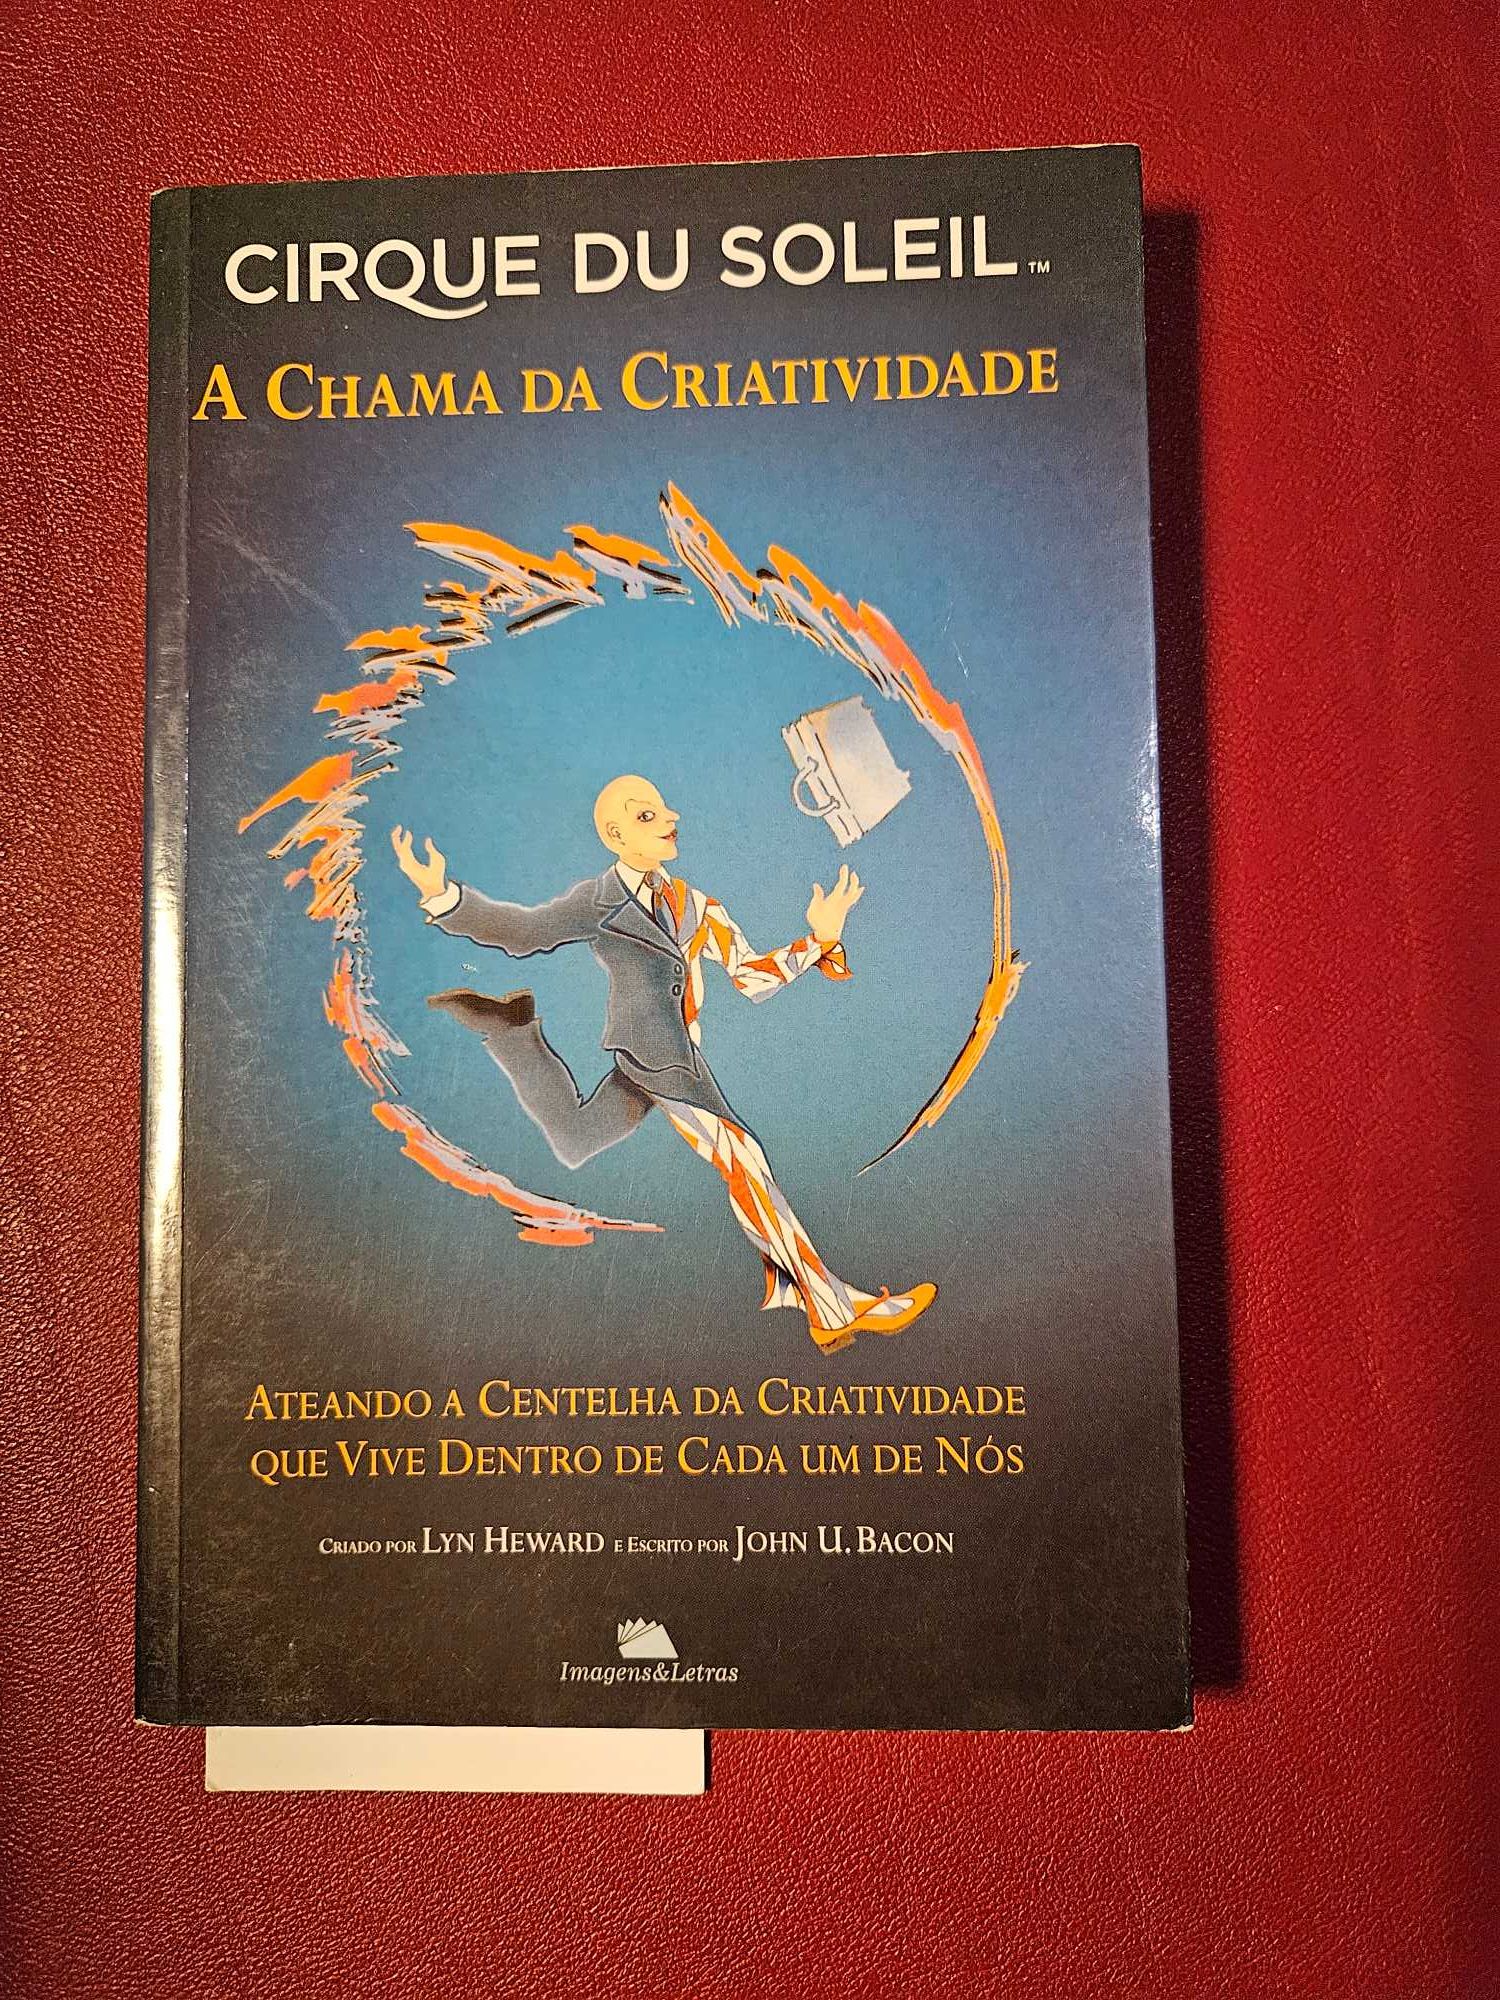 CIRQUE DU SOLEIL™
A CHAMA DA CRIATIVIDADE
ATEANDO A CENTELHA DA CRIATIVIDADE
QUE VIVE DENTRO DE CADA UM DE NÓS
CRIADO POR LYN HEWARD E ESCRITO POR JOHN U. BACON
Imagens&Letras